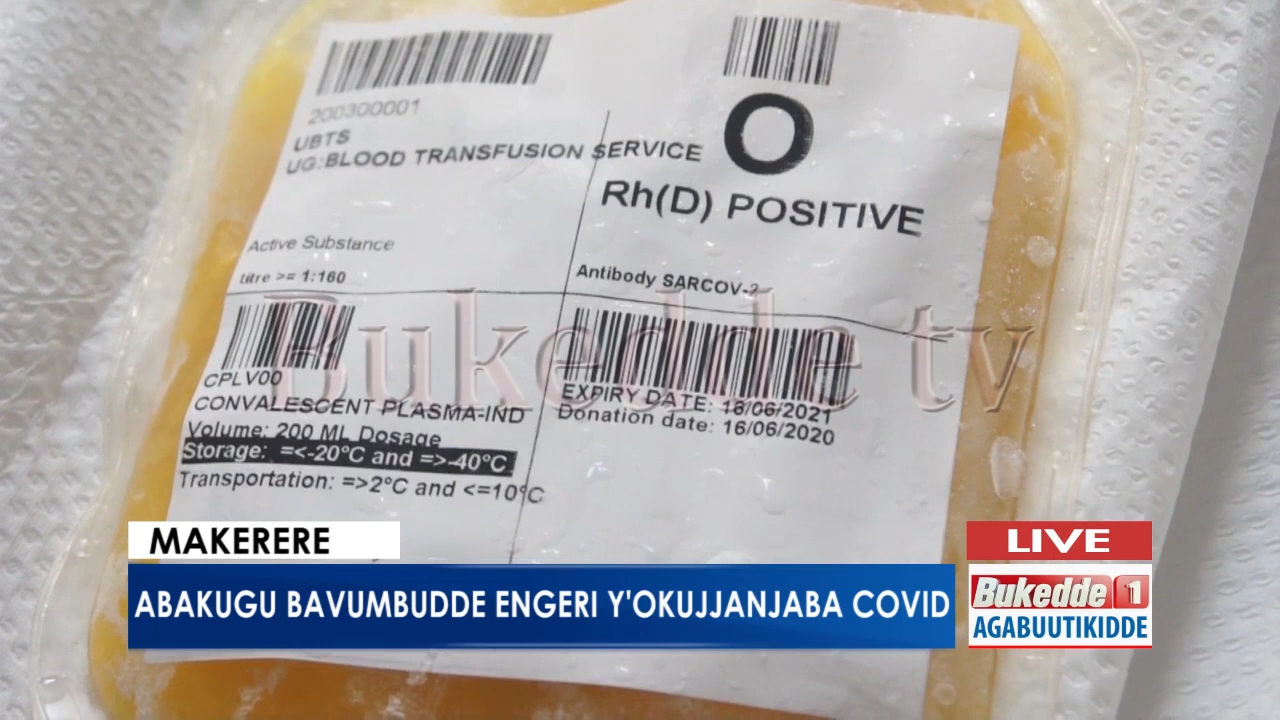 200300001
UBTS
UG:BLOOD TRANSFUSION SERVICE
O
Rh(D) POSITIVE
Active Substance
titre >= 1:160
Antibody SARCOV-2
Bukedde tv
CPLV00
CONVALESCENT PLASMA-IND
Volume: 200 ML Dosage
Storage: =<-20°C and =>-40°C
Transportation: =>2°C and <=10°C
EXPIRY DATE: 16/06/2021
Donation date: 16/06/2020
MAKERERE
ABAKUGU BAVUMBUDDE ENGERI Y'OKUJJANJABA COVID
LIVE
Bukedde 1
AGABUUTIKIDDE